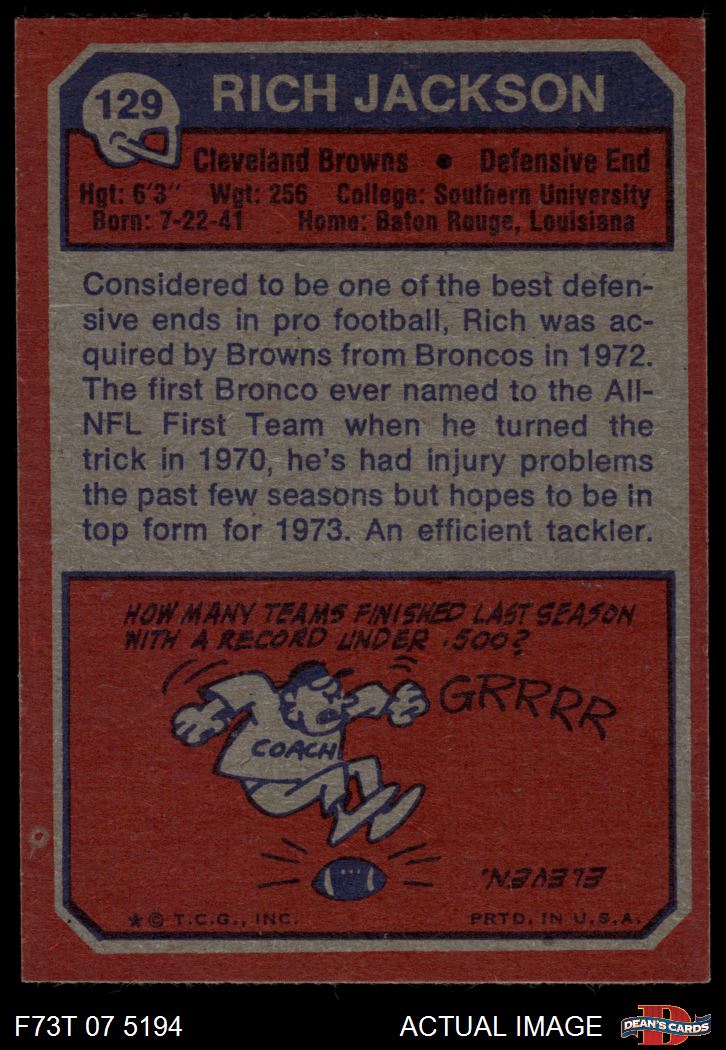 129
RICH JACKSON
Cleveland Browns • Defensive End
Hgt: 6'3" Wgt: 256 College: Southern University
Born: 7-22-41 Home: Baton Rouge, Louisiana
Considered to be one of the best defen-
sive ends in pro football, Rich was ac-
quired by Browns from Broncos in 1972.
The first Bronco ever named to the All-
NFL First Team when he turned the
trick in 1970, he's had injury problems
the past few seasons but hopes to be in
top form for 1973. An efficient tackler.
HOW MANY TEAMS FINISHED LAST SEASON
WITH A RECORD UNDER .500?
GRRRR
COACH
ELEVEN.
* © T.C.G., INC. PRTD. IN U.S.A.
F73T 07 5194 ACTUAL IMAGE
D
DEAN'S CARDS